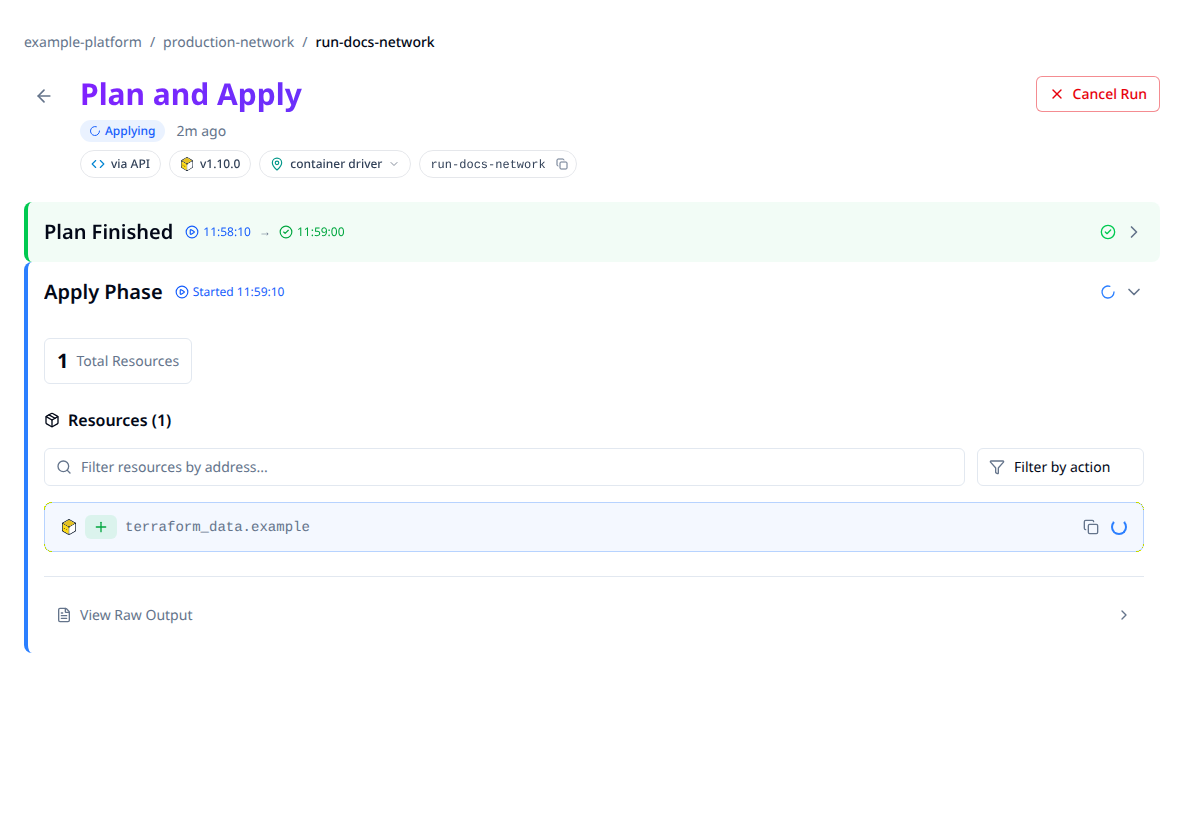 example-platform / production-network / run-docs-network
Plan and Apply
Cancel Run
Applying 2m ago
via API v1.10.0 container driver run-docs-network
Plan Finished 11:58:10 → 11:59:00
Apply Phase Started 11:59:10
1 Total Resources
Resources (1)
Filter resources by address... Filter by action
+ terraform_data.example
View Raw Output